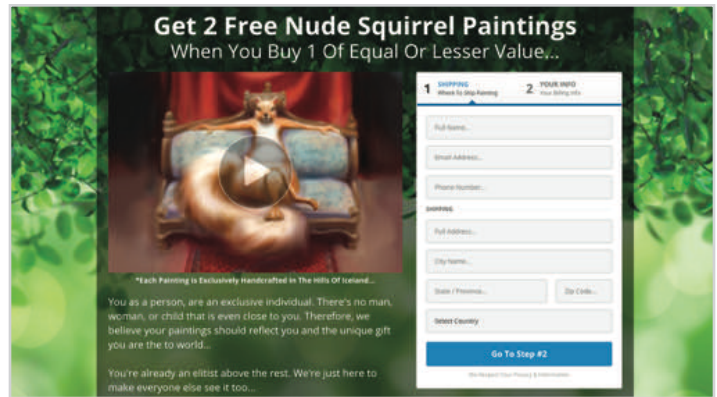 Get 2 Free Nude Squirrel Paintings
When You Buy 1 Of Equal Or Lesser Value...
1 SHIPPING
Where To Ship Painting
2 YOUR INFO
Your Billing Info
Full Name...
Email Address...
Phone Number...
SHIPPING
Full Address...
City Name...
State / Province...
Zip Code...
Select Country
Go To Step #2
We Respect Your Privacy & Information
*Each Painting is Exclusively Handcrafted in The Hills Of Iceland...
You as a person, are an exclusive individual. There's no man,
woman, or child that is even close to you. Therefore, we
believe your paintings should reflect you and the unique gift
you are the to world...
You're already an elitist above the rest. We're just here to
make everyone else see it too...